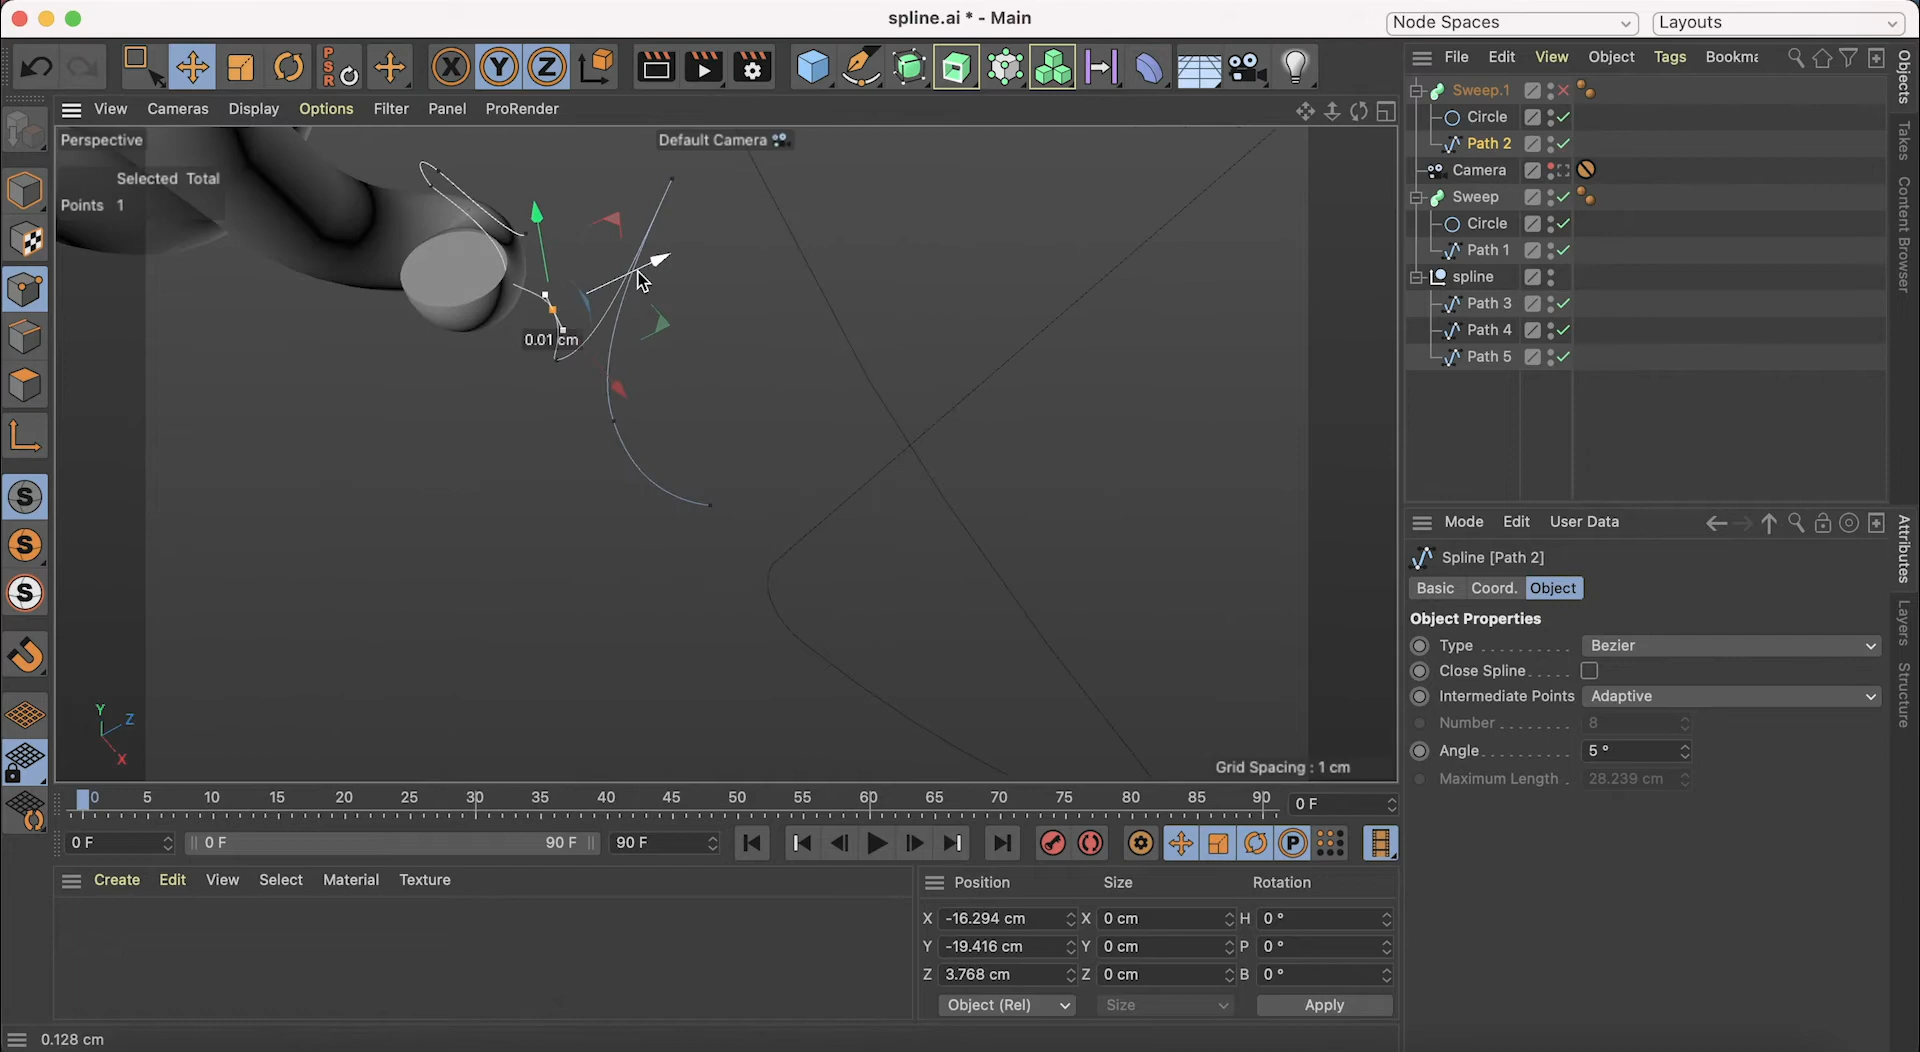 spline.ai * - Main
Node Spaces
Layouts
P
S
R
X
Y
Z
File Edit View Object Tags Bookma
View Cameras Display Options Filter Panel ProRender
Perspective
Default Camera
Selected Total
Points 1
0.01 cm
Y
Z
X
Grid Spacing : 1 cm
S
S
S
Sweep.1
Circle
Path 2
Camera
Sweep
Circle
Path 1
spline
Path 3
Path 4
Path 5
Objects
Takes
Content Browser
Mode Edit User Data
Spline [Path 2]
Basic Coord. Object
Object Properties
Type . . . . . . . . . . Bezier
Close Spline . . . . .
Intermediate Points Adaptive
Number . . . . . . . . 8
Angle . . . . . . . . . 5 °
Maximum Length . 28.239 cm
Attributes
Layers
Structure
0 5 10 15 20 25 30 35 40 45 50 55 60 65 70 75 80 85 90
0 F
0 F 0 F 90 F 90 F
P
Create Edit View Select Material Texture
Position Size Rotation
X -16.294 cm X 0 cm H 0 °
Y -19.416 cm Y 0 cm P 0 °
Z 3.768 cm Z 0 cm B 0 °
Object (Rel) Size Apply
0.128 cm